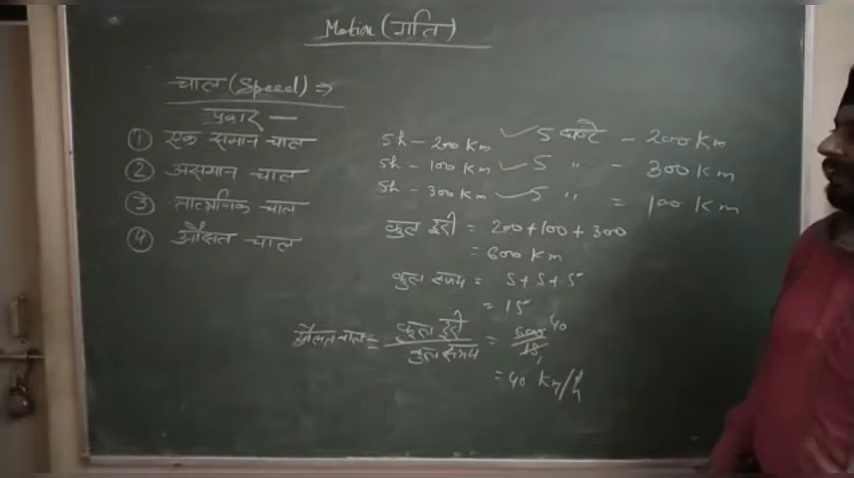 Motion (गति)
चाल (Speed) ⇒
प्रकार —
① एक समान चाल
② असमान चाल
③ तात्क्षणिक चाल
④ औसत चाल
5h – 200 Km ✓ 5 घण्टे – 200 Km
5h – 100 Km ✓ 5 " – 300 Km
5h – 300 Km ✓ 5 " = 100 Km
कुल दूरी = 200 + 100 + 300
= 600 Km
कुल समय = 5 + 5 + 5
= 15
औसत चाल = कुल दूरी / कुल समय = 600 / 15 40
= 40 Km/h